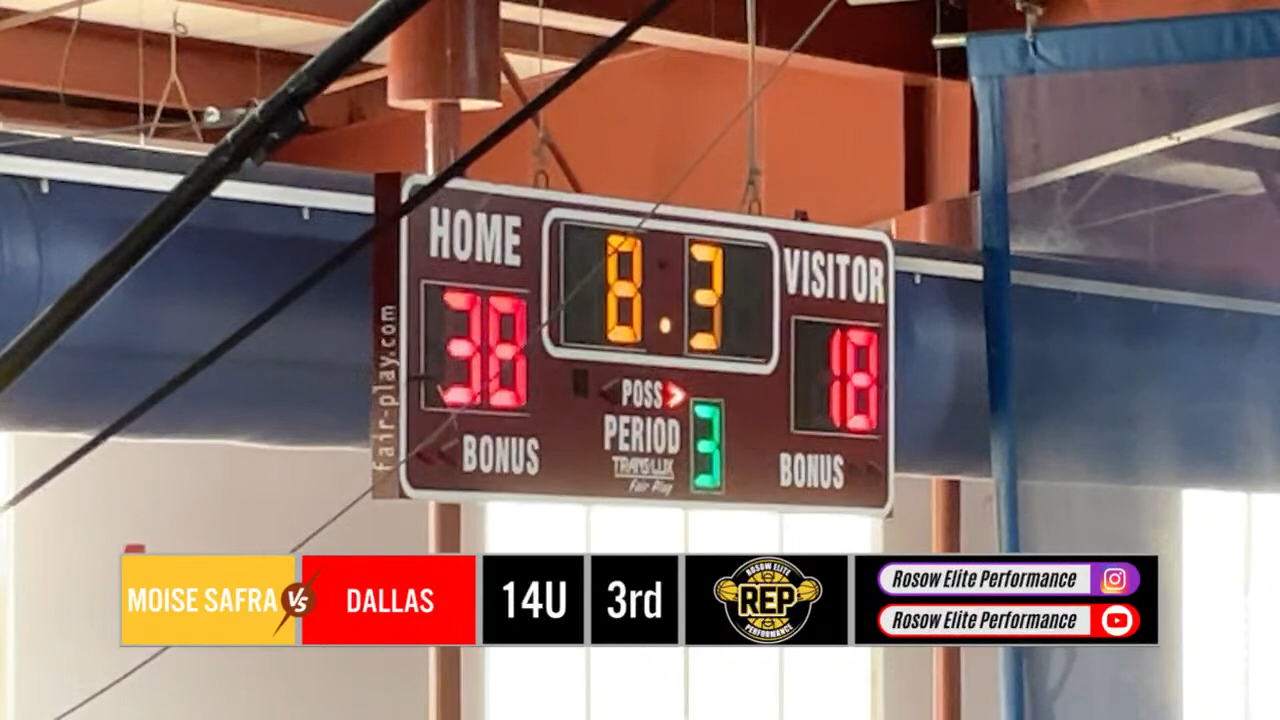 HOME
8.3
VISITOR
38
18
POSS
PERIOD
3
BONUS
TRANS-LUX
Fair-Play
BONUS
fair-play.com
MOISE SAFRA
VS
DALLAS
14U
3rd
ROSOW ELITE
REP
PERFORMANCE
Rosow Elite Performance
Rosow Elite Performance